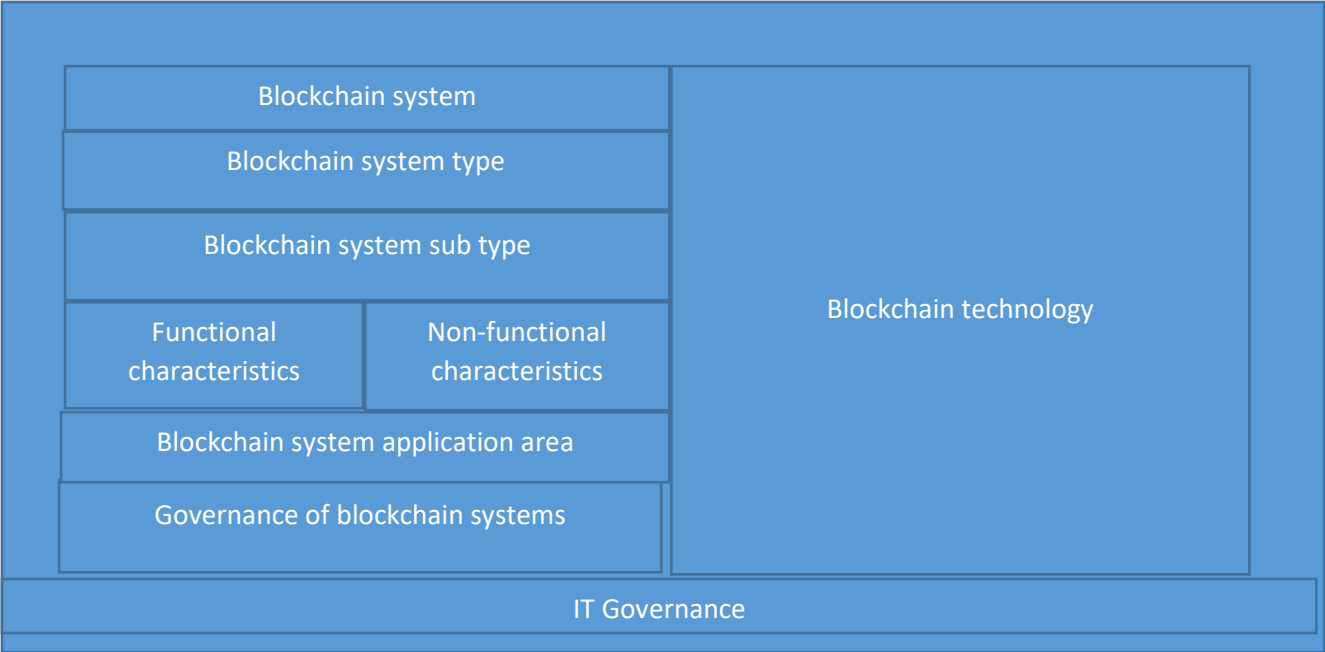 Blockchain system
Blockchain system type
Blockchain system sub type
Functional
characteristics
Non-functional
characteristics
Blockchain system application area
Governance of blockchain systems
Blockchain technology
IT Governance